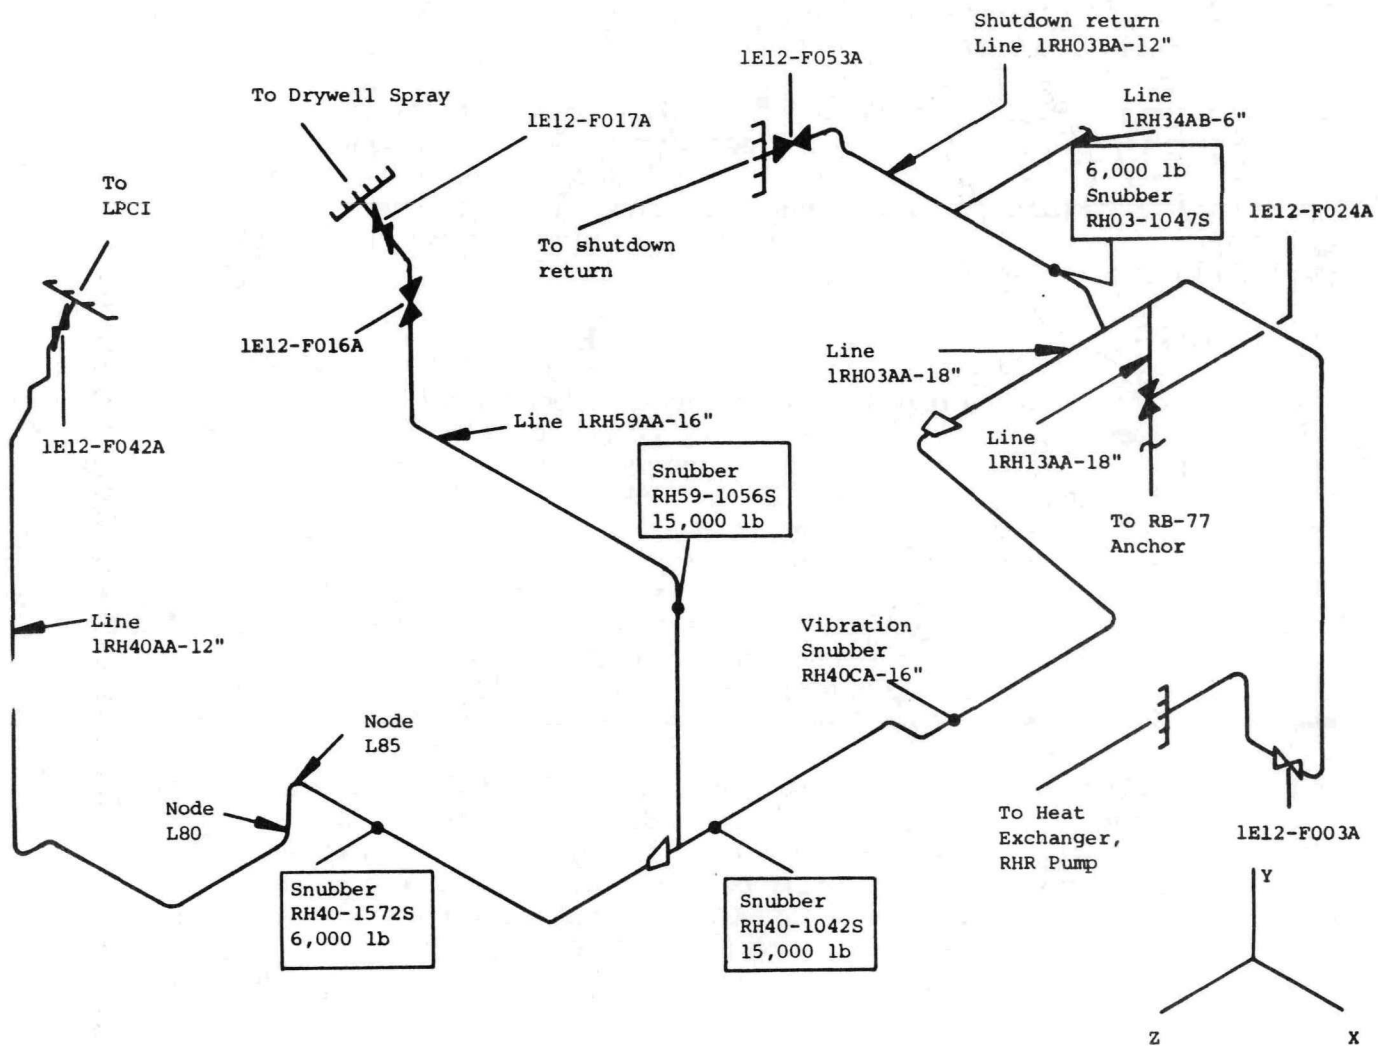 Shutdown return
Line 1RH03BA-12"
1E12-F053A
To Drywell Spray
1E12-F017A
Line
1RH34AB-6"
6,000 lb
Snubber
RH03-1047S
1E12-F024A
To
LPCI
To shutdown
return
1E12-F016A
Line
1RH03AA-18"
1E12-F042A
Line 1RH59AA-16"
Line
1RH13AA-18"
Snubber
RH59-1056S
15,000 lb
To RB-77
Anchor
Line
1RH40AA-12"
Vibration
Snubber
RH40CA-16"
Node
L85
Node
L80
To Heat
Exchanger,
RHR Pump
1E12-F003A
Snubber
RH40-1572S
6,000 lb
Snubber
RH40-1042S
15,000 lb
Y
Z
X